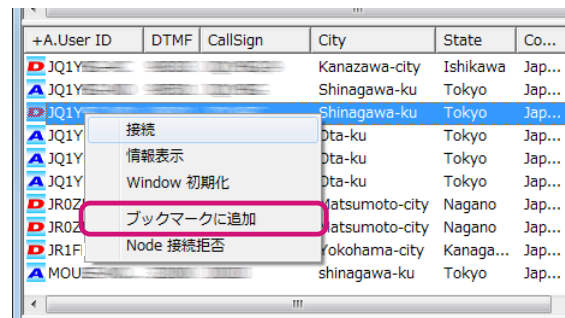 +A.User ID DTMF CallSign City State Co...
D JQ1Y Kanazawa-city Ishikawa Jap...
A JQ1Y Shinagawa-ku Tokyo Jap...
D JQ1Y Shinagawa-ku Tokyo Jap...
A JQ1Y Ota-ku Tokyo Jap...
A JQ1Y Ota-ku Tokyo Jap...
A JQ1Y Ota-ku Tokyo Jap...
D JR0Z Matsumoto-city Nagano Jap...
D JR0Z Matsumoto-city Nagano Jap...
D JR1F Yokohama-city Kanaga... Jap...
A MOU shinagawa-ku Tokyo Jap...
接続
情報表示
Window 初期化
ブックマークに追加
Node 接続拒否